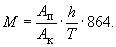 M = Aп/Aк · h/T · 864.